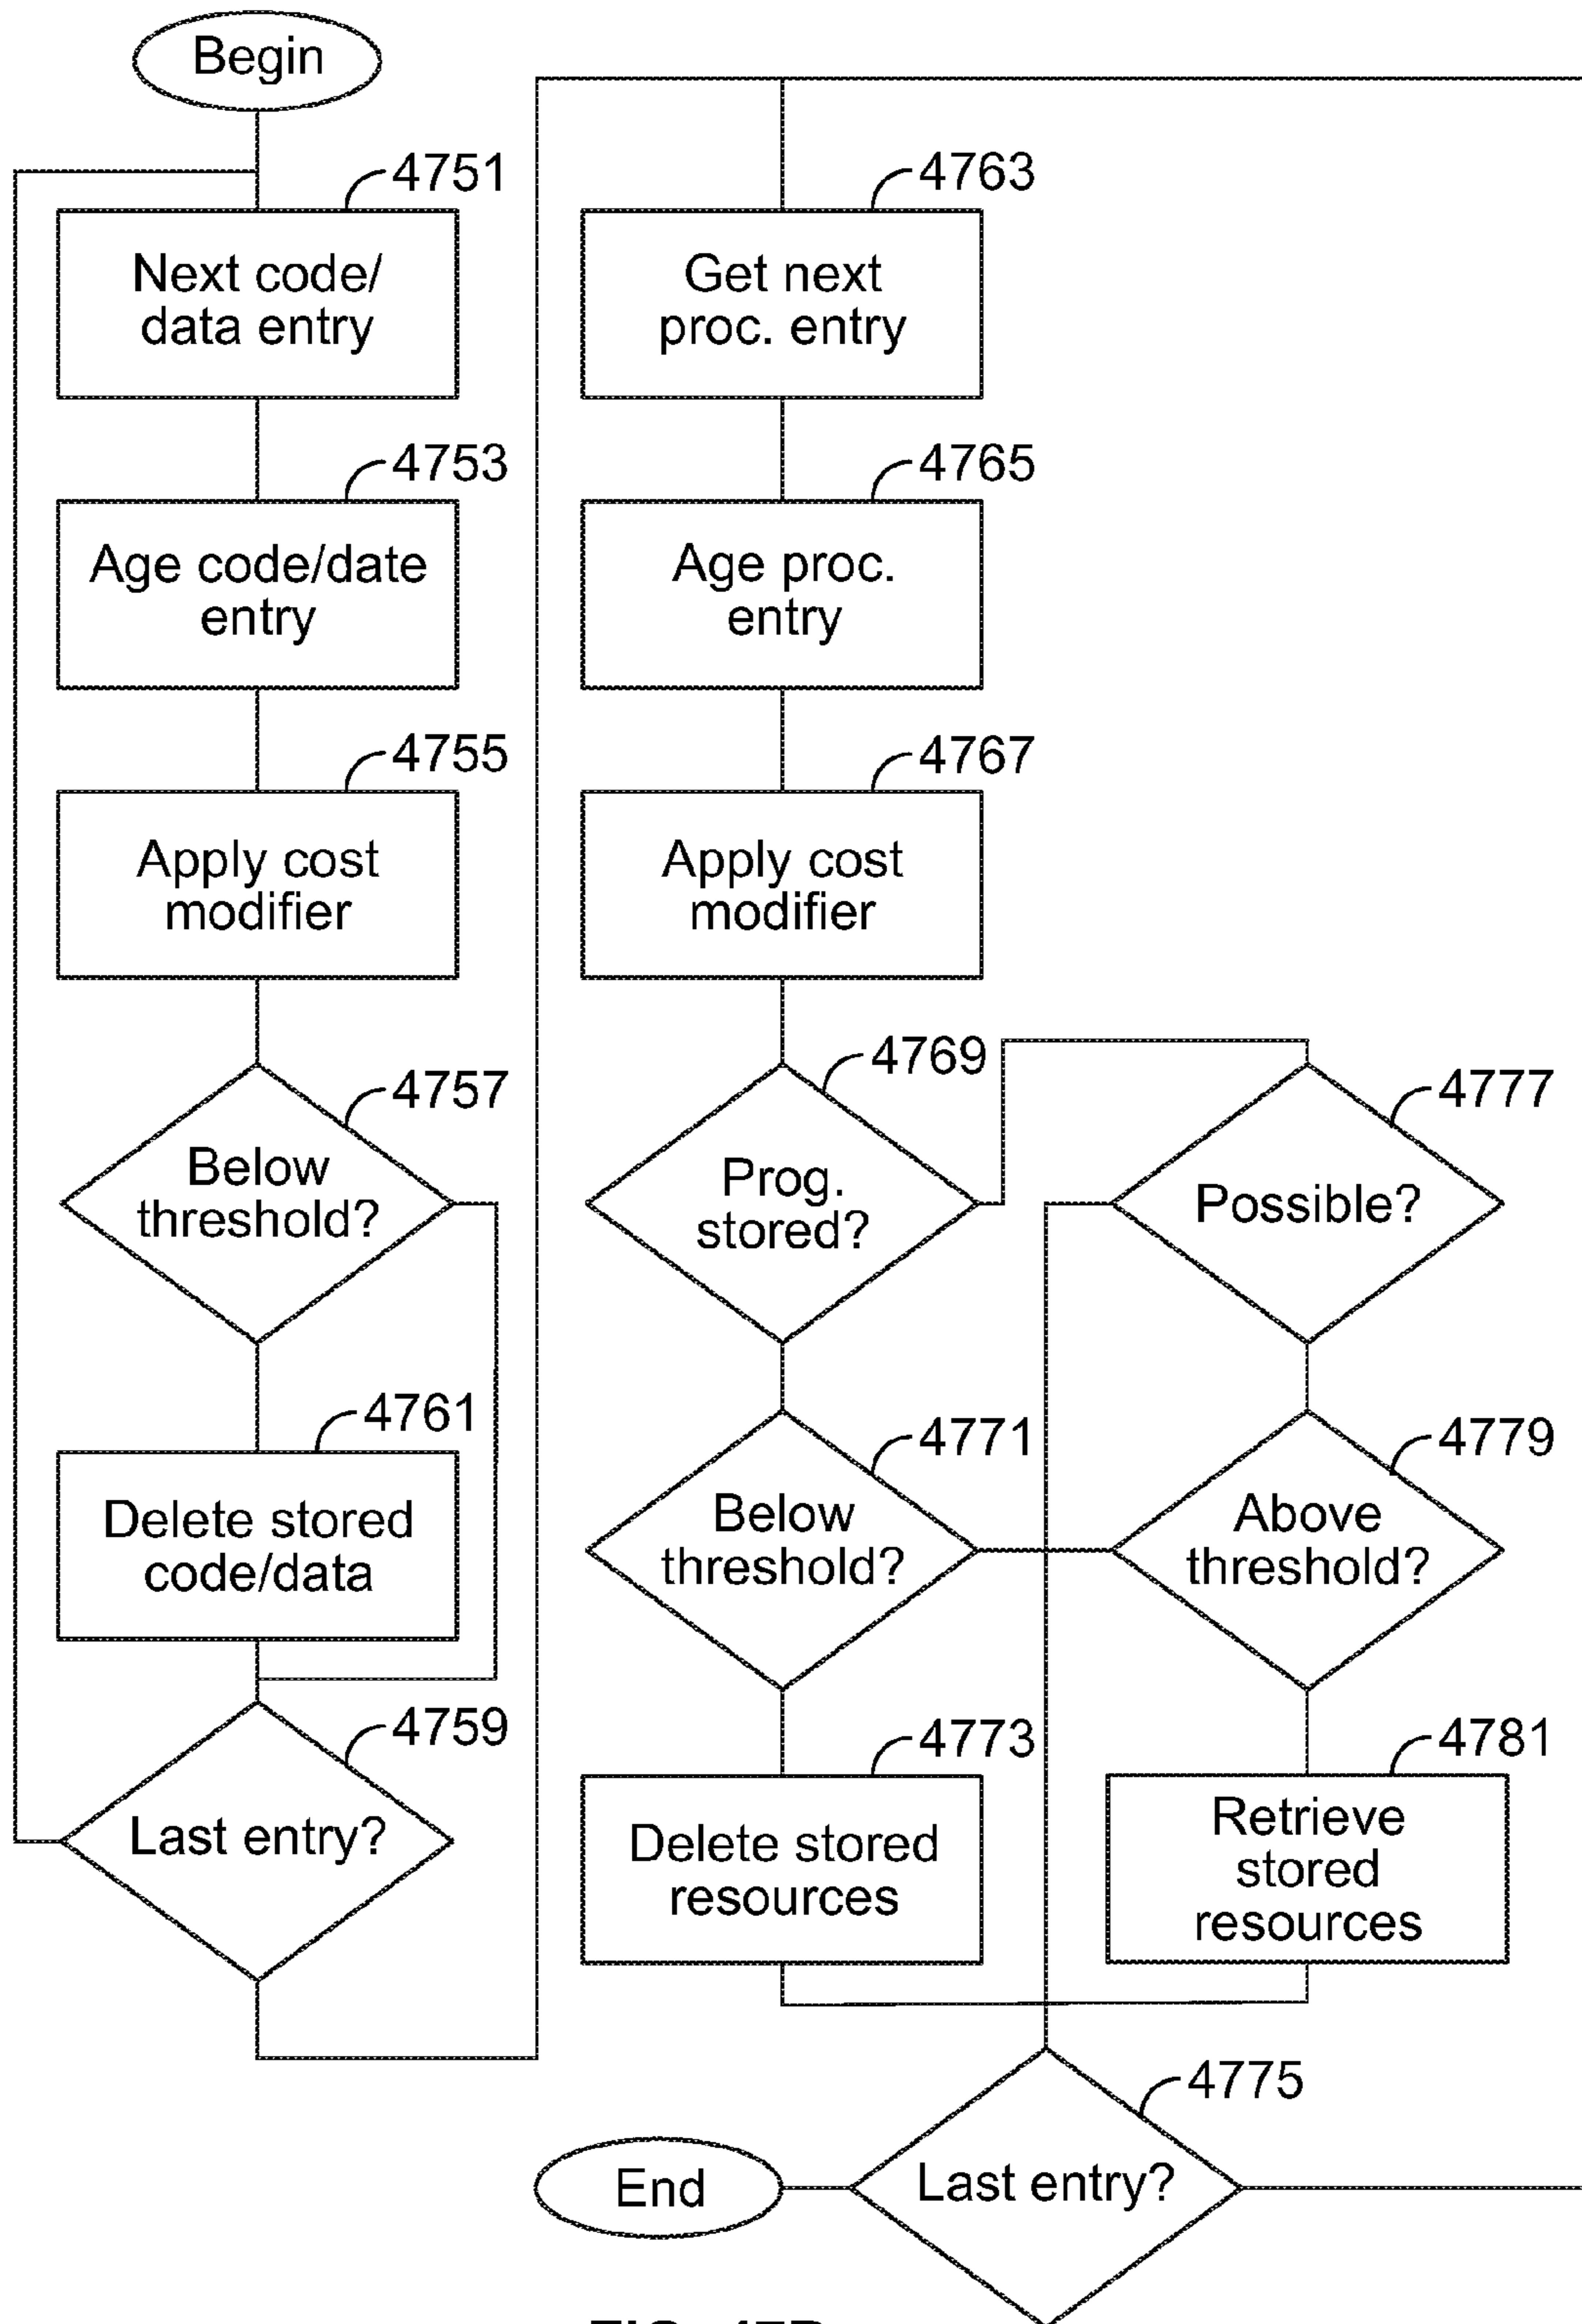 Begin
4751
Next code/
data entry
4753
Age code/date
entry
4755
Apply cost
modifier
4757
Below
threshold?
4761
Delete stored
code/data
4759
Last entry?
4763
Get next
proc. entry
4765
Age proc.
entry
4767
Apply cost
modifier
4769
Prog.
stored?
4771
Below
threshold?
4773
Delete stored
resources
4777
Possible?
4779
Above
threshold?
4781
Retrieve
stored
resources
4775
Last entry?
End